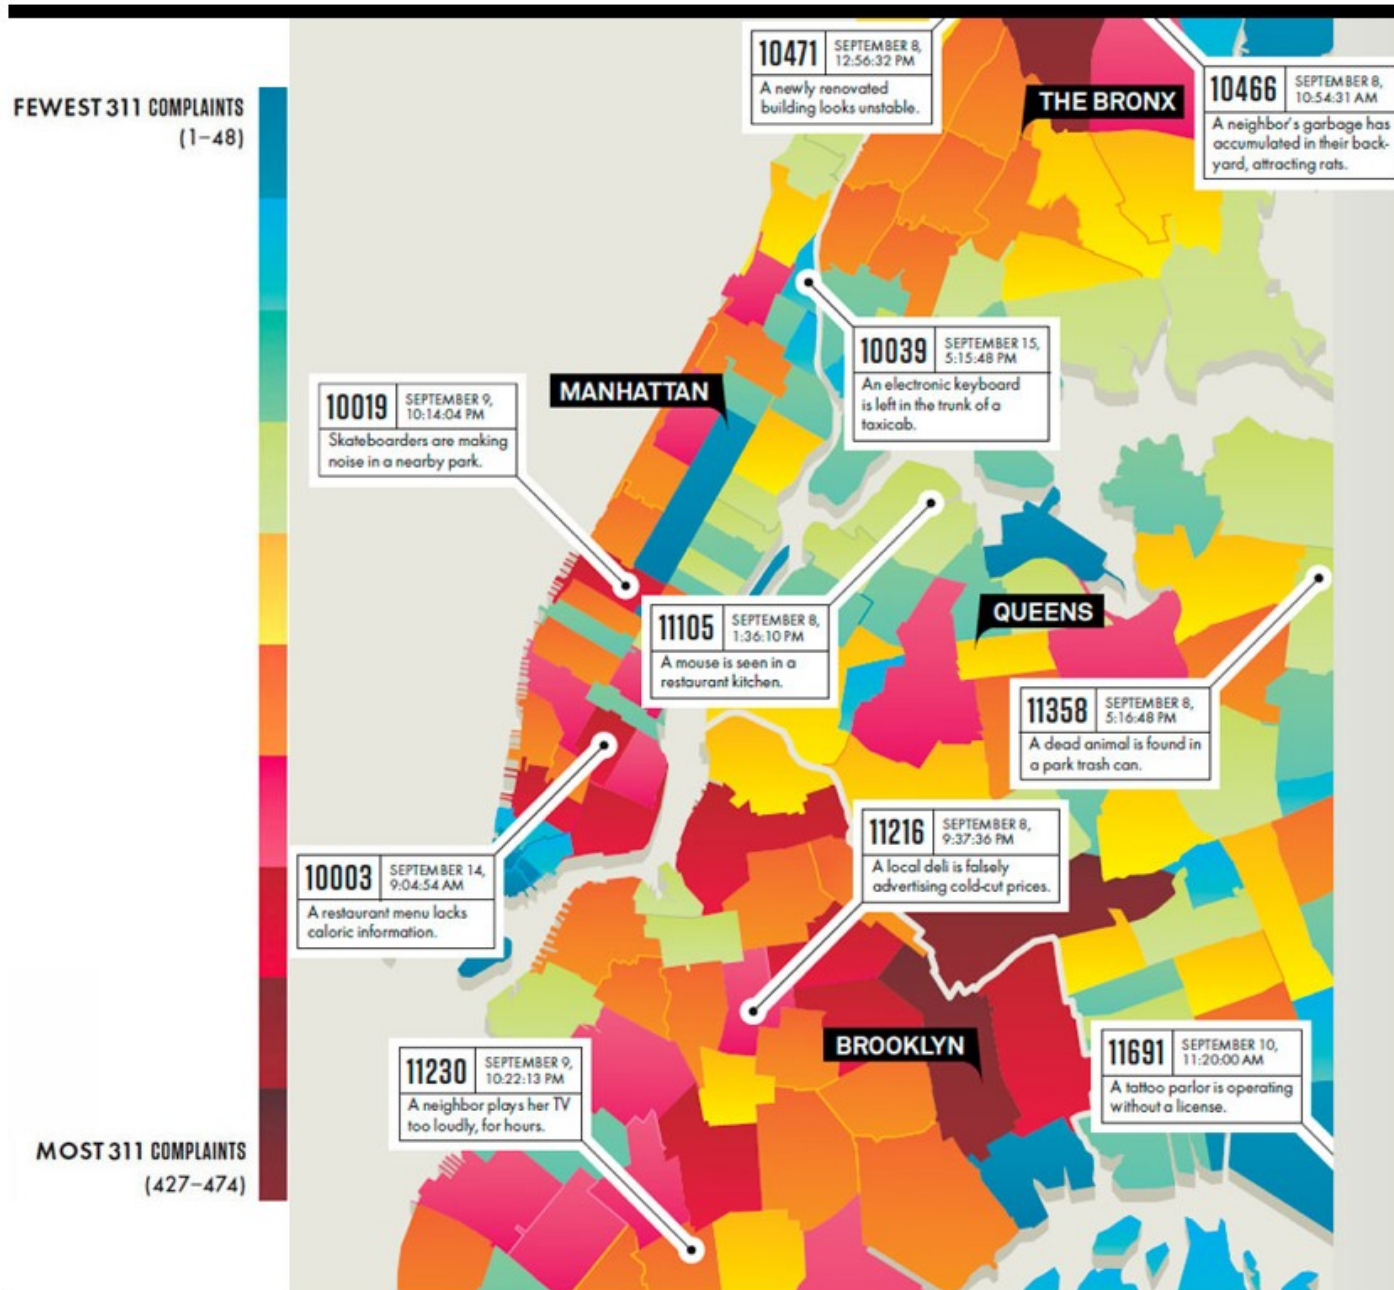 FEWEST 311 COMPLAINTS
(1–48)
MOST 311 COMPLAINTS
(427–474)
10471
SEPTEMBER 8,
12:56:32 PM
A newly renovated
building looks unstable.
THE BRONX
10466
SEPTEMBER 8,
10:54:31 AM
A neighbor's garbage has
accumulated in their back-
yard, attracting rats.
10039
SEPTEMBER 15,
5:15:48 PM
An electronic keyboard
is left in the trunk of a
taxicab.
MANHATTAN
10019
SEPTEMBER 9,
10:14:04 PM
Skateboarders are making
noise in a nearby park.
11105
SEPTEMBER 8,
1:36:10 PM
A mouse is seen in a
restaurant kitchen.
QUEENS
11358
SEPTEMBER 8,
5:16:48 PM
A dead animal is found in
a park trash can.
11216
SEPTEMBER 8,
9:37:36 PM
A local deli is falsely
advertising cold-cut prices.
10003
SEPTEMBER 14,
9:04:54 AM
A restaurant menu lacks
caloric information.
BROOKLYN
11230
SEPTEMBER 9,
10:22:13 PM
A neighbor plays her TV
too loudly, for hours.
11691
SEPTEMBER 10,
11:20:00 AM
A tattoo parlor is operating
without a license.